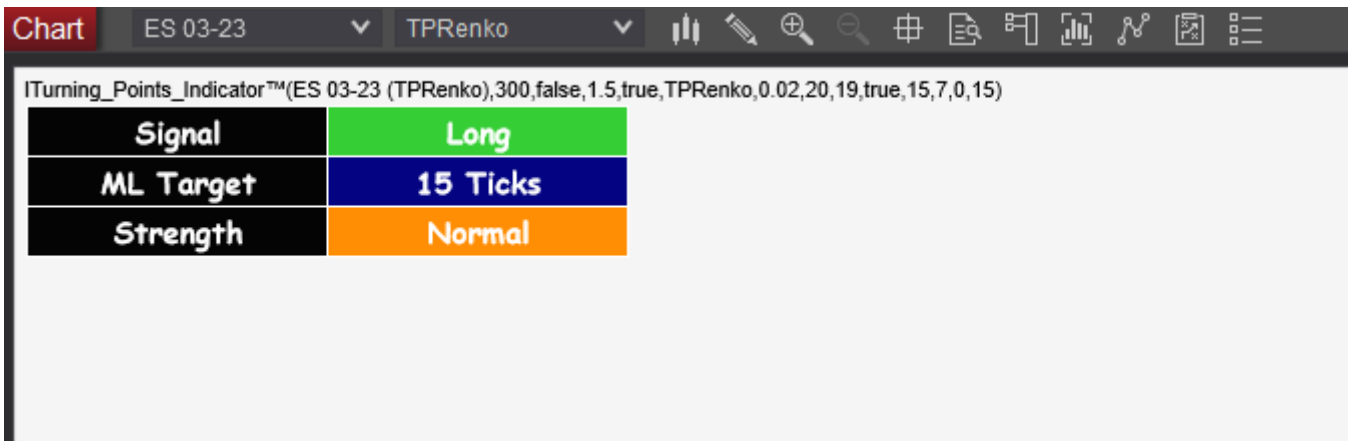 Chart ES 03-23 TPRenko
ITurning_Points_Indicator™(ES 03-23 (TPRenko),300,false,1.5,true,TPRenko,0.02,20,19,true,15,7,0,15)
Signal Long
ML Target 15 Ticks
Strength Normal